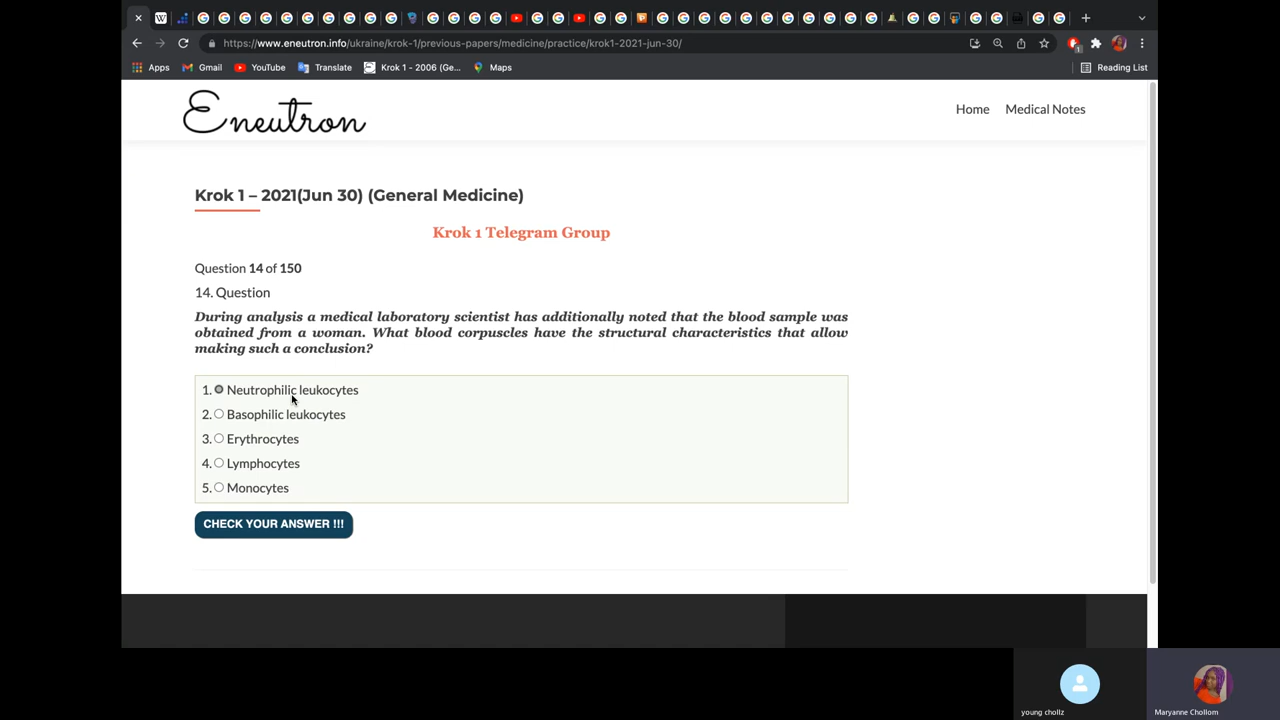 https://www.eneutron.info/ukraine/krok-1/previous-papers/medicine/practice/krok1-2021-jun-30/
1
Apps
Gmail
YouTube
Translate
Krok 1 - 2006 (Ge...
Maps
Reading List
Eneutron
Home
Medical Notes
Krok 1 – 2021(Jun 30) (General Medicine)
Krok 1 Telegram Group
Question 14 of 150
14. Question
During analysis a medical laboratory scientist has additionally noted that the blood sample was
obtained from a woman. What blood corpuscles have the structural characteristics that allow
making such a conclusion?
1. Neutrophilic leukocytes
2. Basophilic leukocytes
3. Erythrocytes
4. Lymphocytes
5. Monocytes
CHECK YOUR ANSWER !!!
young chollz
Maryanne Chollom